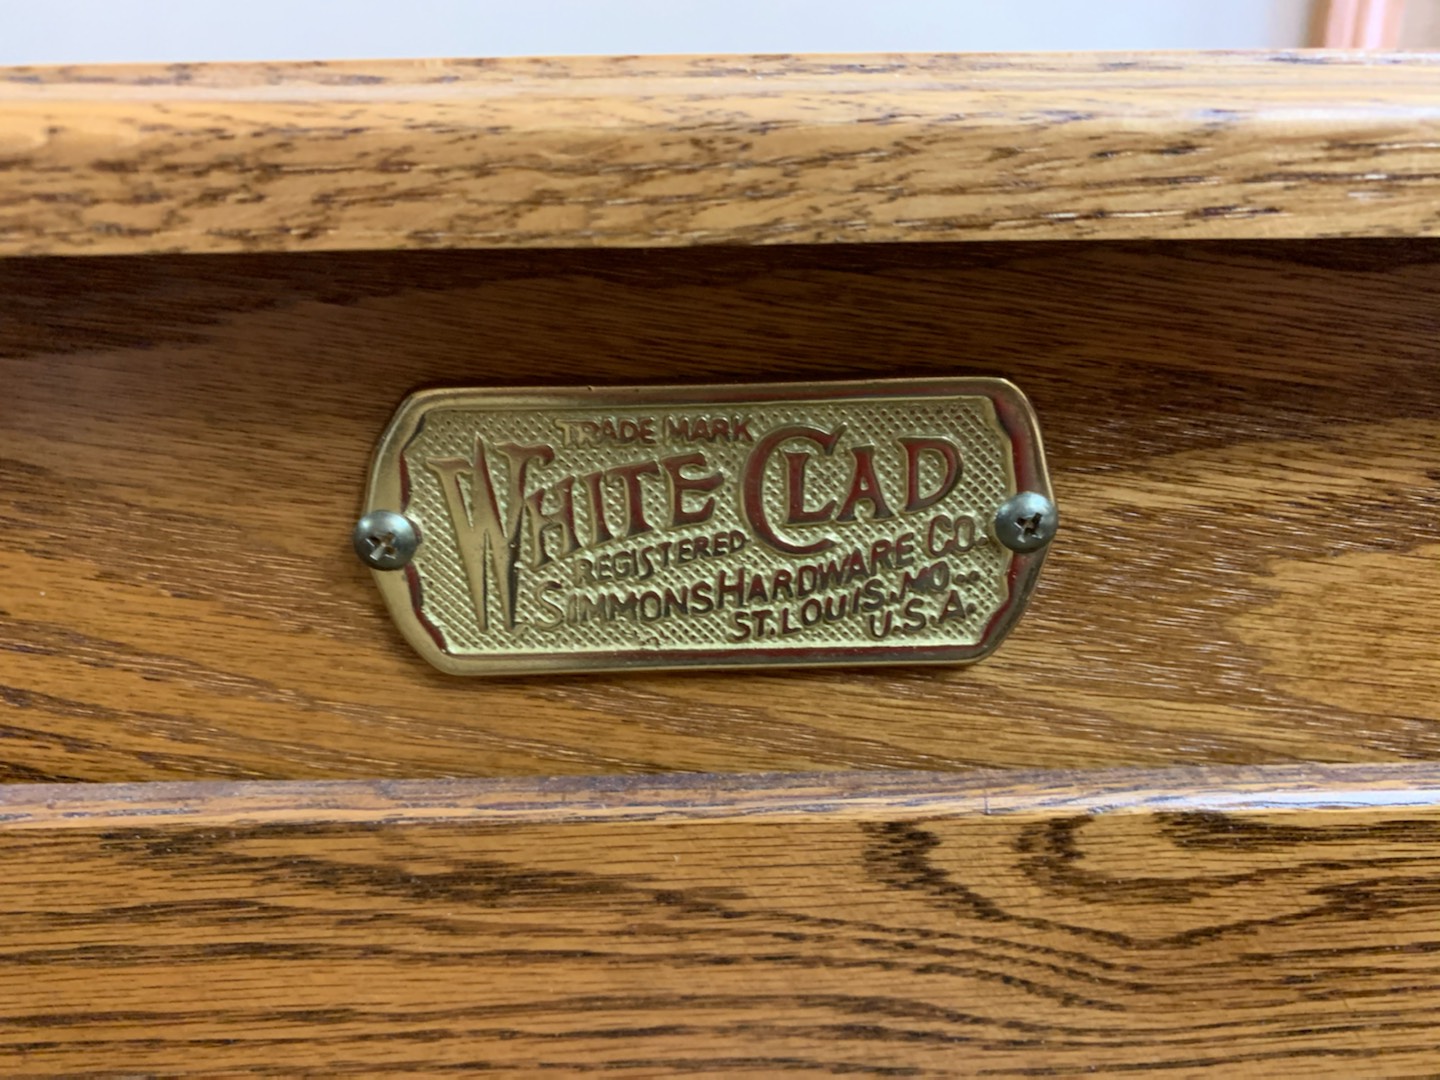 TRADE MARK
WHITE CLAD
REGISTERED
SIMMONS HARDWARE CO.
ST. LOUIS, MO.,
U.S.A.